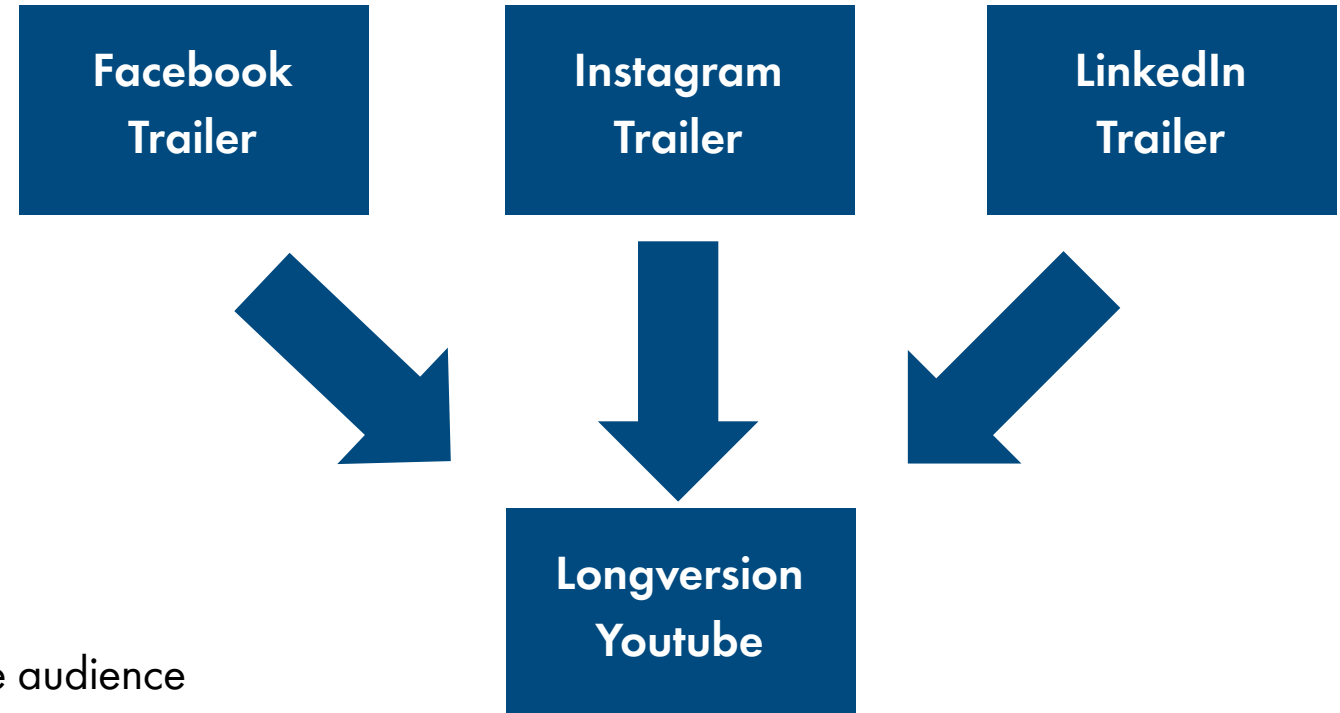 Facebook
Trailer
Instagram
Trailer
LinkedIn
Trailer
Longversion
Youtube
audience